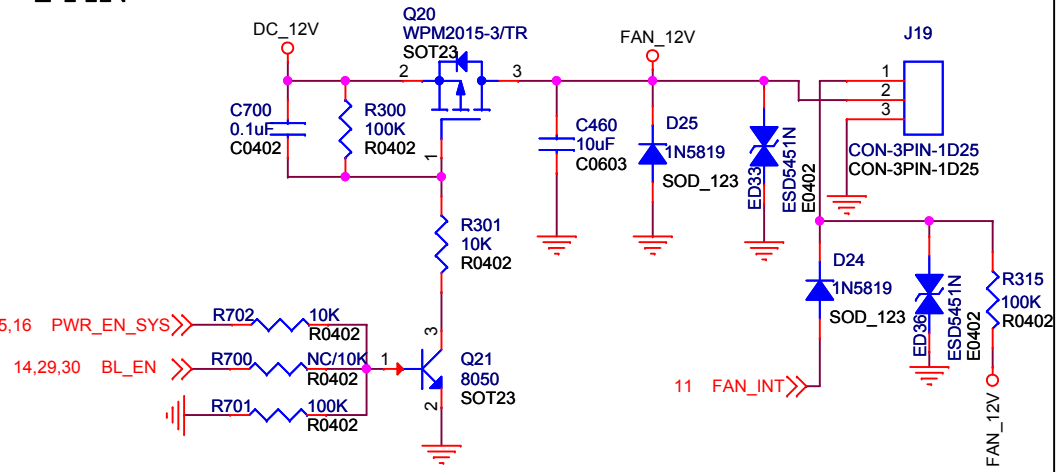 Q20
WPM2015-3/TR
SOT23
DC_12V
FAN_12V
J19
2
3
1
C700
0.1uF
C0402
R300
100K
R0402
C460
10uF
C0603
D25
1N5819
SOD_123
ED33
ESD5451N
E0402
1
2
3
CON-3PIN-1D25
CON-3PIN-1D25
R301
10K
R0402
D24
1N5819
SOD_123
ED36
ESD5451N
E0402
R315
100K
R0402
5,16 PWR_EN_SYS
R702 10K
R0402
14,29,30 BL_EN
R700 NC/10K
R0402
R701 100K
R0402
1
3
2
Q21
8050
SOT23
11 FAN_INT
FAN_12V